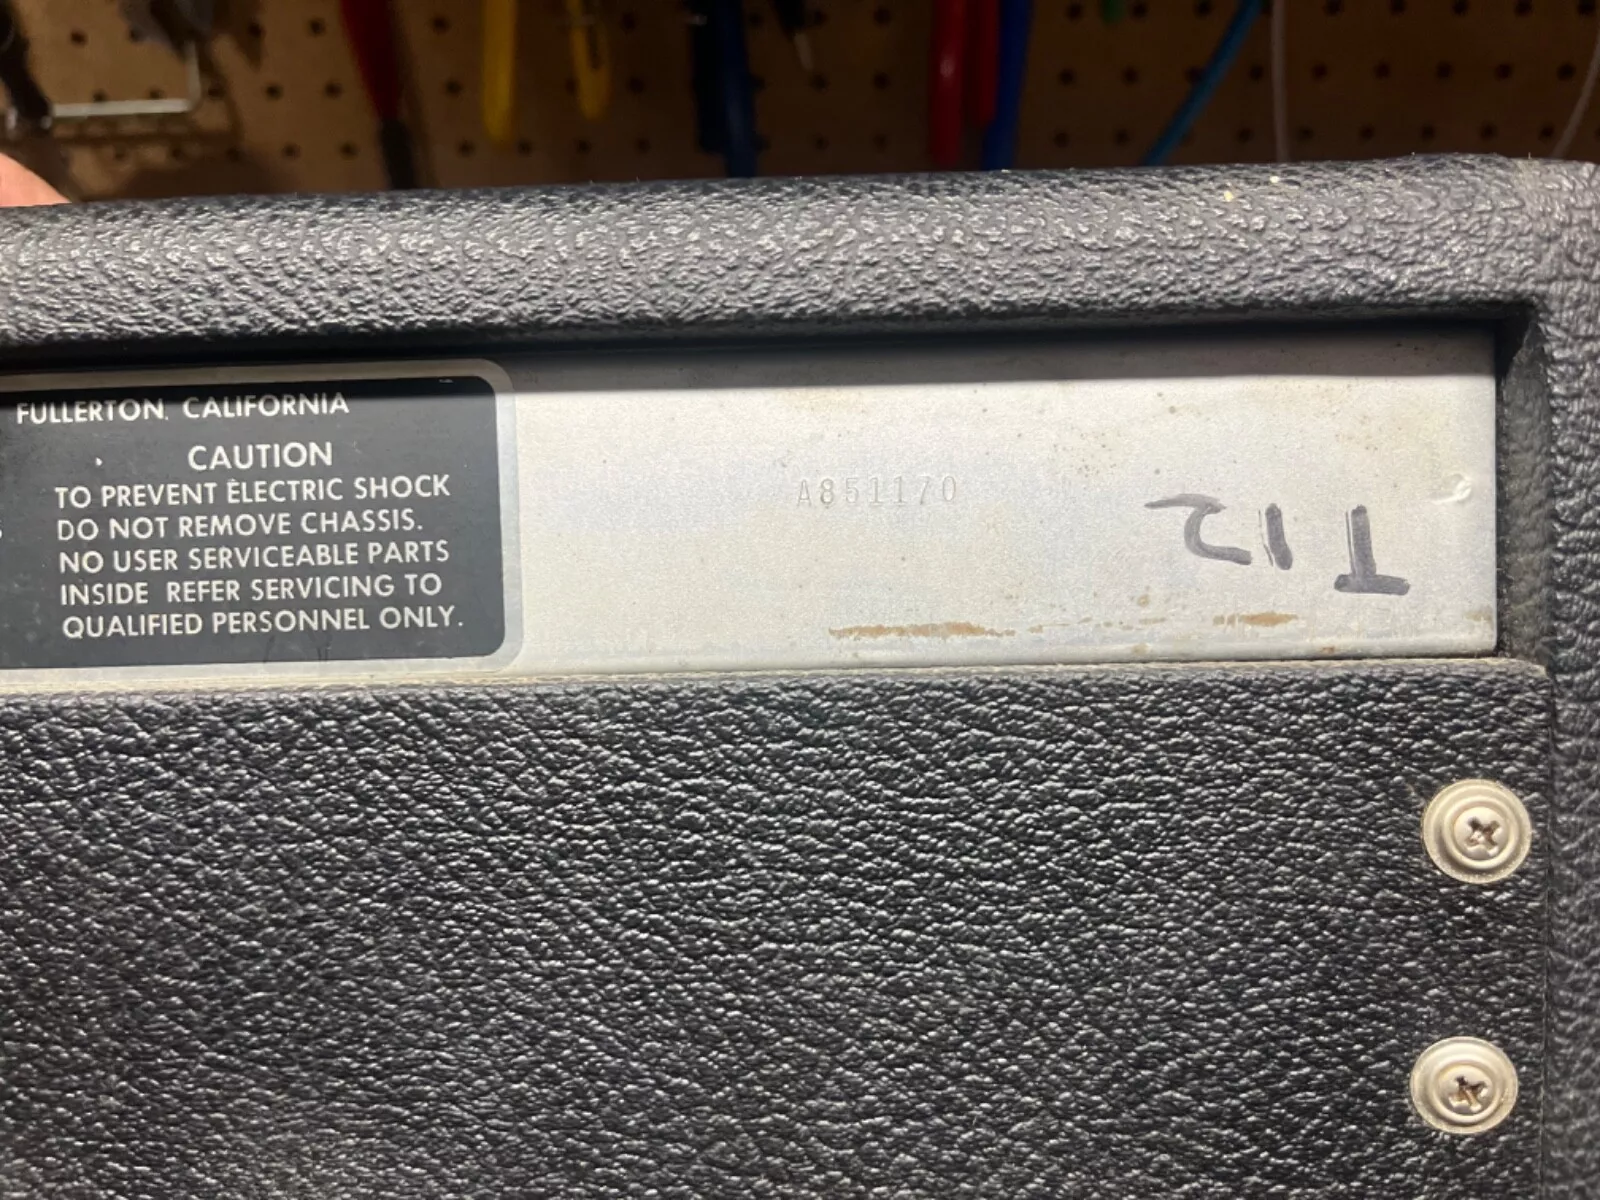 FULLERTON, CALIFORNIA
CAUTION
TO PREVENT ELECTRIC SHOCK
DO NOT REMOVE CHASSIS.
NO USER SERVICEABLE PARTS
INSIDE REFER SERVICING TO
QUALIFIED PERSONNEL ONLY.
A851170
T12